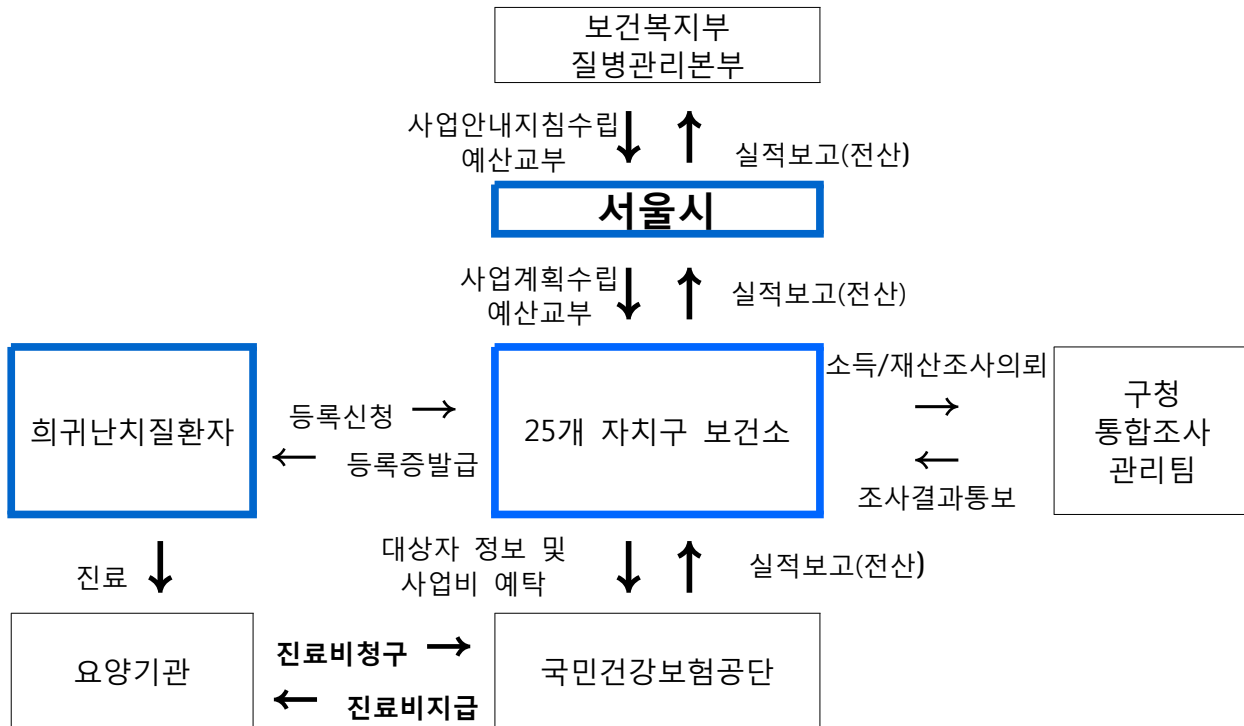 보건복지부
질병관리본부
사업안내지침수립
예산교부
실적보고(전산)
서울시
사업계획수립
예산교부
실적보고(전산)
희귀난치질환자
등록신청
등록증발급
25개 자치구 보건소
소득/재산조사의뢰
조사결과통보
구청
통합조사
관리팀
진료
대상자 정보 및
사업비 예탁
실적보고(전산)
요양기관
진료비청구
진료비지급
국민건강보험공단